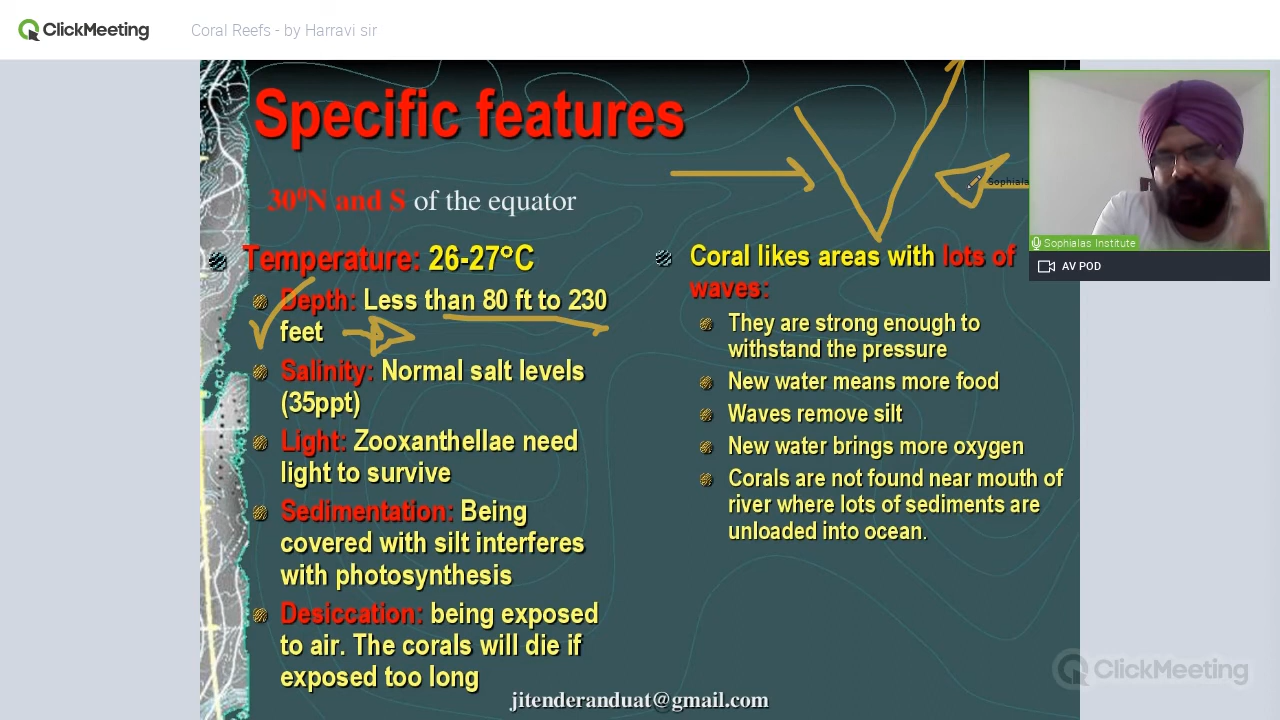 ClickMeeting
Coral Reefs - by Harravi sir
Specific features
30⁰N and S of the equator
Temperature: 26-27°C
Depth: Less than 80 ft to 230
feet
Salinity: Normal salt levels
(35ppt)
Light: Zooxanthellae need
light to survive
Sedimentation: Being
covered with silt interferes
with photosynthesis
Desiccation: being exposed
to air. The corals will die if
exposed too long
Coral likes areas with lots of
waves:
They are strong enough to
withstand the pressure
New water means more food
Waves remove silt
New water brings more oxygen
Corals are not found near mouth of
river where lots of sediments are
unloaded into ocean.
Sophialas
Sophialas Institute
AV POD
jitenderanduat@gmail.com
ClickMeeting